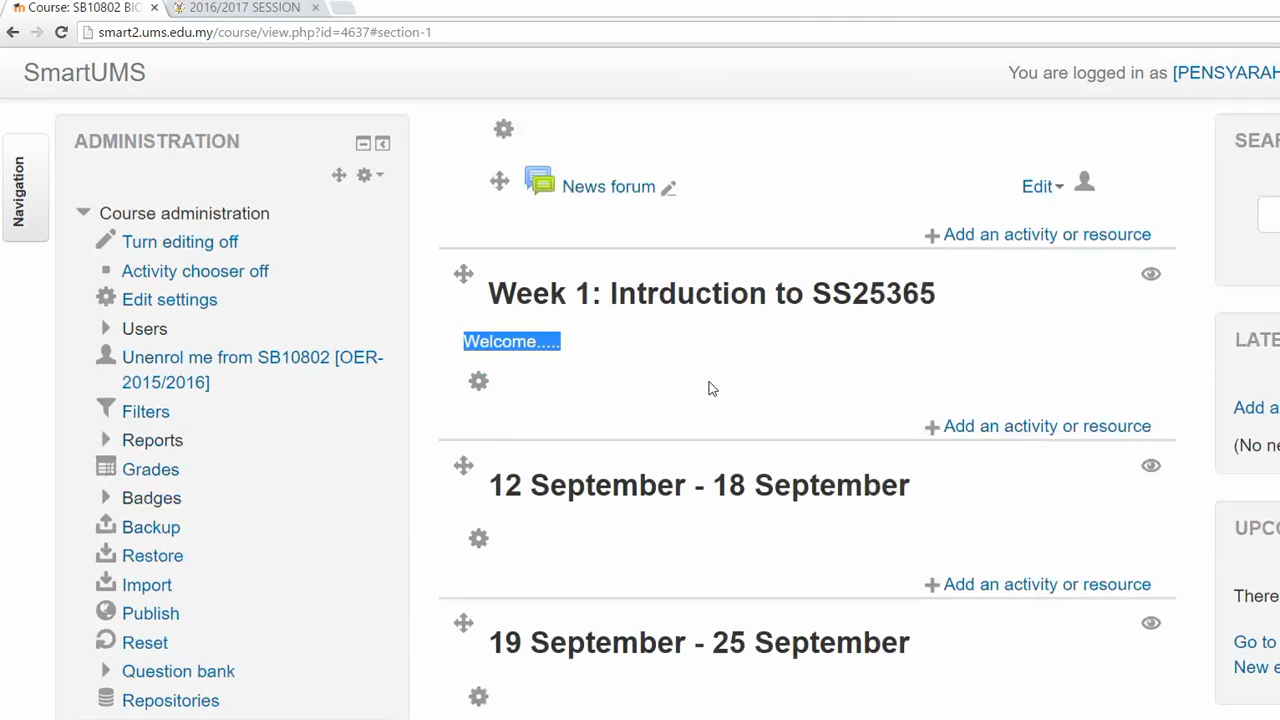 Course: SB10802 BIO
2016/2017 SESSION
smart2.ums.edu.my/course/view.php?id=4637#section-1
SmartUMS
You are logged in as [PENSYARAH
Navigation
ADMINISTRATION
Course administration
Turn editing off
Activity chooser off
Edit settings
Users
Unenrol me from SB10802 [OER-
2015/2016]
Filters
Reports
Grades
Badges
Backup
Restore
Import
Publish
Reset
Question bank
Repositories
News forum
Edit
Add an activity or resource
Week 1: Intrduction to SS25365
Welcome.....
Add an activity or resource
12 September - 18 September
Add an activity or resource
19 September - 25 September
SEAR
LATE
Add a
(No ne
UPCO
There
Go to
New e